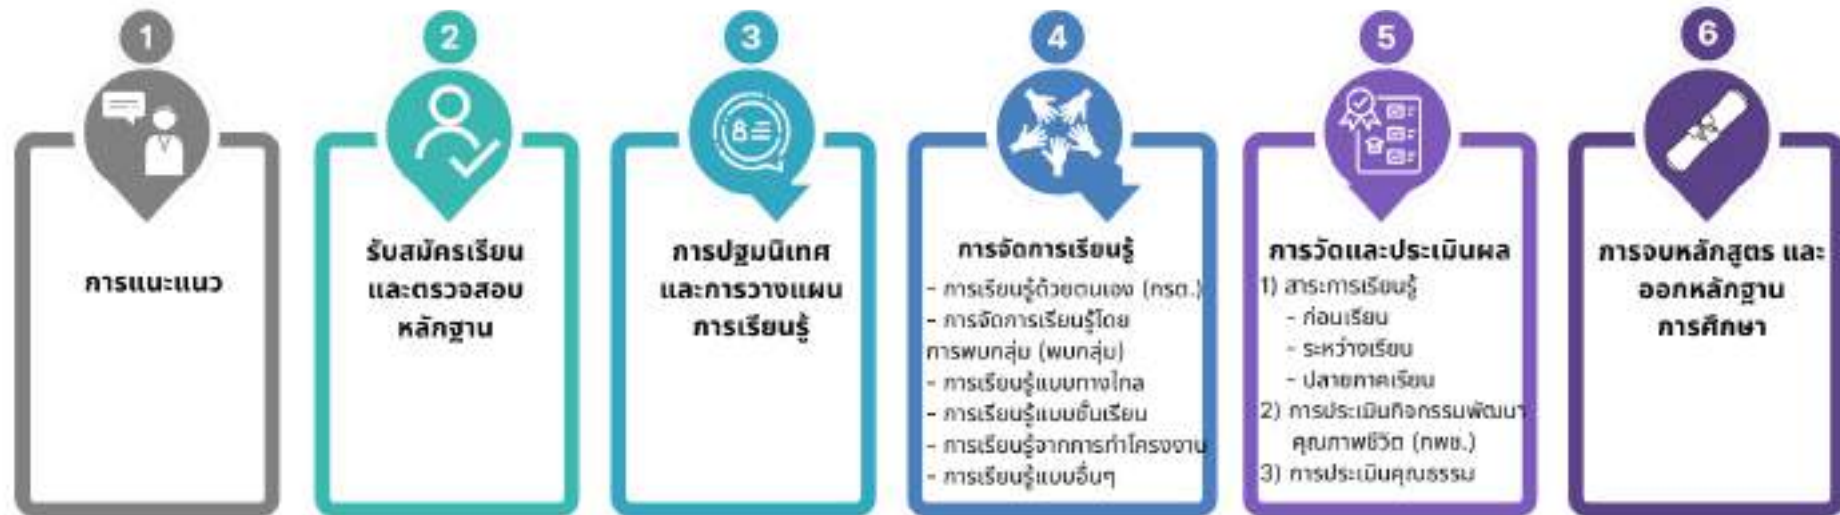 1
การแนะแนว
2
รับสมัครเรียน
และตรวจสอบ
หลักฐาน
3
การปฐมนิเทศ
และการวางแผน
การเรียนรู้
4
การจัดการเรียนรู้
- การเรียนรู้ด้วยตนเอง (กรต.)
- การจัดการเรียนรู้โดย
การพบกลุ่ม (พบกลุ่ม)
- การเรียนรู้แบบทางไกล
- การเรียนรู้แบบชั้นเรียน
- การเรียนรู้จากการทำโครงงาน
- การเรียนรู้แบบอื่นๆ
5
การวัดและประเมินผล
1) สาระการเรียนรู้
- ก่อนเรียน
- ระหว่างเรียน
- ปลายภาคเรียน
2) การประเมินกิจกรรมพัฒนา
คุณภาพชีวิต (กพช.)
3) การประเมินคุณธรรม
6
การจบหลักสูตร และ
ออกหลักฐาน
การศึกษา